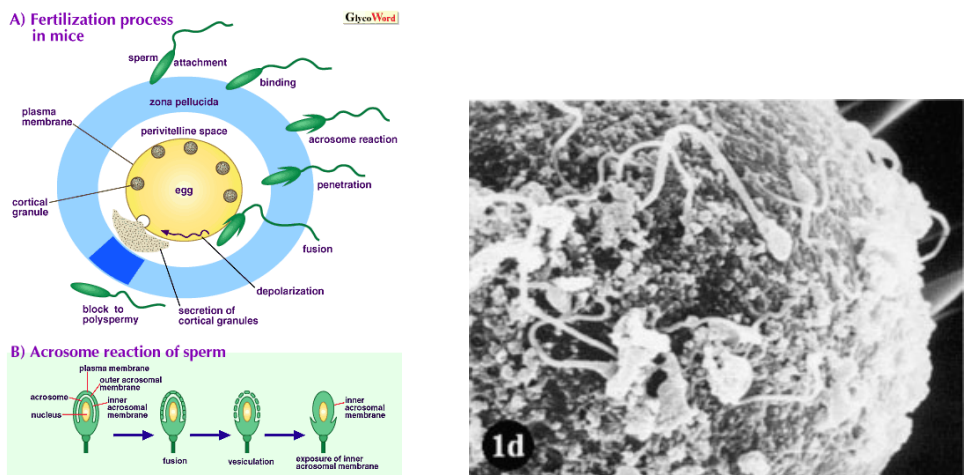 A) Fertilization process
in mice
GlycoWord
sperm
attachment
binding
zona pellucida
plasma
membrane
perivitelline space
acrosome reaction
egg
penetration
cortical
granule
fusion
depolarization
block to
polyspermy
secretion of
cortical granules
B) Acrosome reaction of sperm
plasma membrane
outer acrosomal
membrane
acrosome
inner
acrosomal
membrane
nucleus
inner
acrosomal
membrane
fusion
vesiculation
exposure of inner
acrosomal membrane
1d